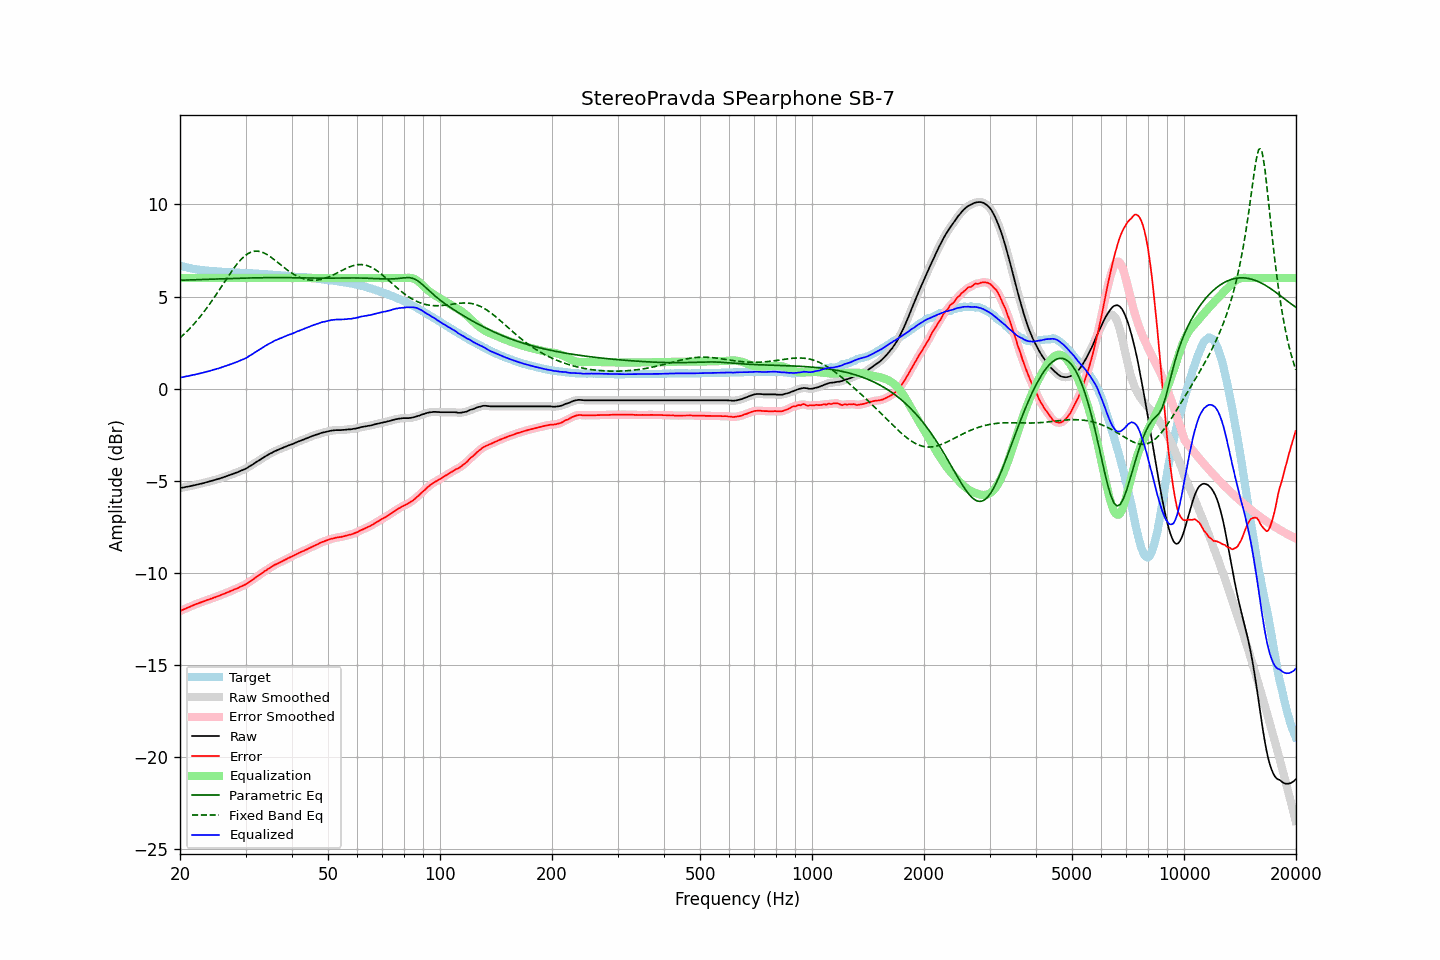 StereoPravda SPearphone SB-7
Amplitude (dBr)
10
5
0
−5
−10
−15
−20
−25
Target
Raw Smoothed
Error Smoothed
Raw
Error
Equalization
Parametric Eq
Fixed Band Eq
Equalized
20 50 100 200 500 1000 2000 5000 10000 20000
Frequency (Hz)